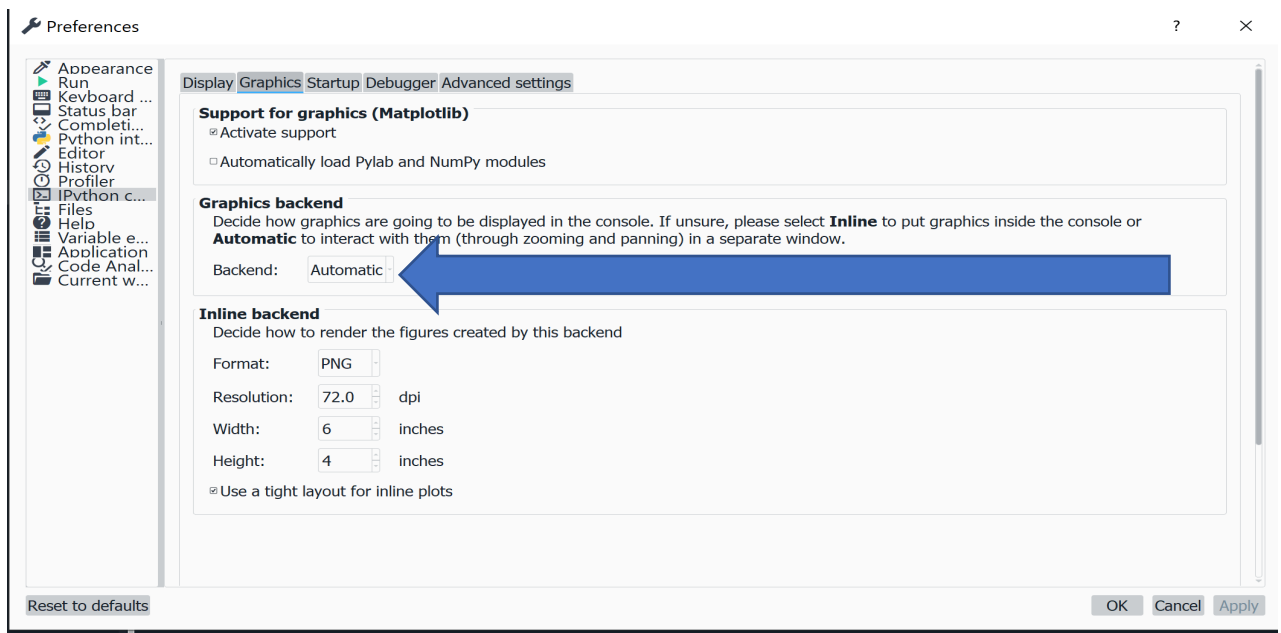 Preferences
?
Appearance
Run
Keyboard ...
Status bar
Completi...
Python int...
Editor
History
Profiler
IPython c...
Files
Help
Variable e...
Application
Code Anal...
Current w...
Display Graphics Startup Debugger Advanced settings
Support for graphics (Matplotlib)
Activate support
Automatically load Pylab and NumPy modules
Graphics backend
Decide how graphics are going to be displayed in the console. If unsure, please select Inline to put graphics inside the console or
Automatic to interact with them (through zooming and panning) in a separate window.
Backend: Automatic
Inline backend
Decide how to render the figures created by this backend
Format: PNG
Resolution: 72.0 dpi
Width: 6 inches
Height: 4 inches
Use a tight layout for inline plots
Reset to defaults
OK Cancel Apply